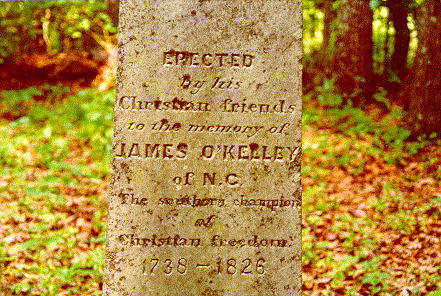 ERECTED
by his
Christian friends
to the memory of
JAMES O'KELLEY
of N.C.
The southern champion
of
Christian freedom.
1738 - 1826